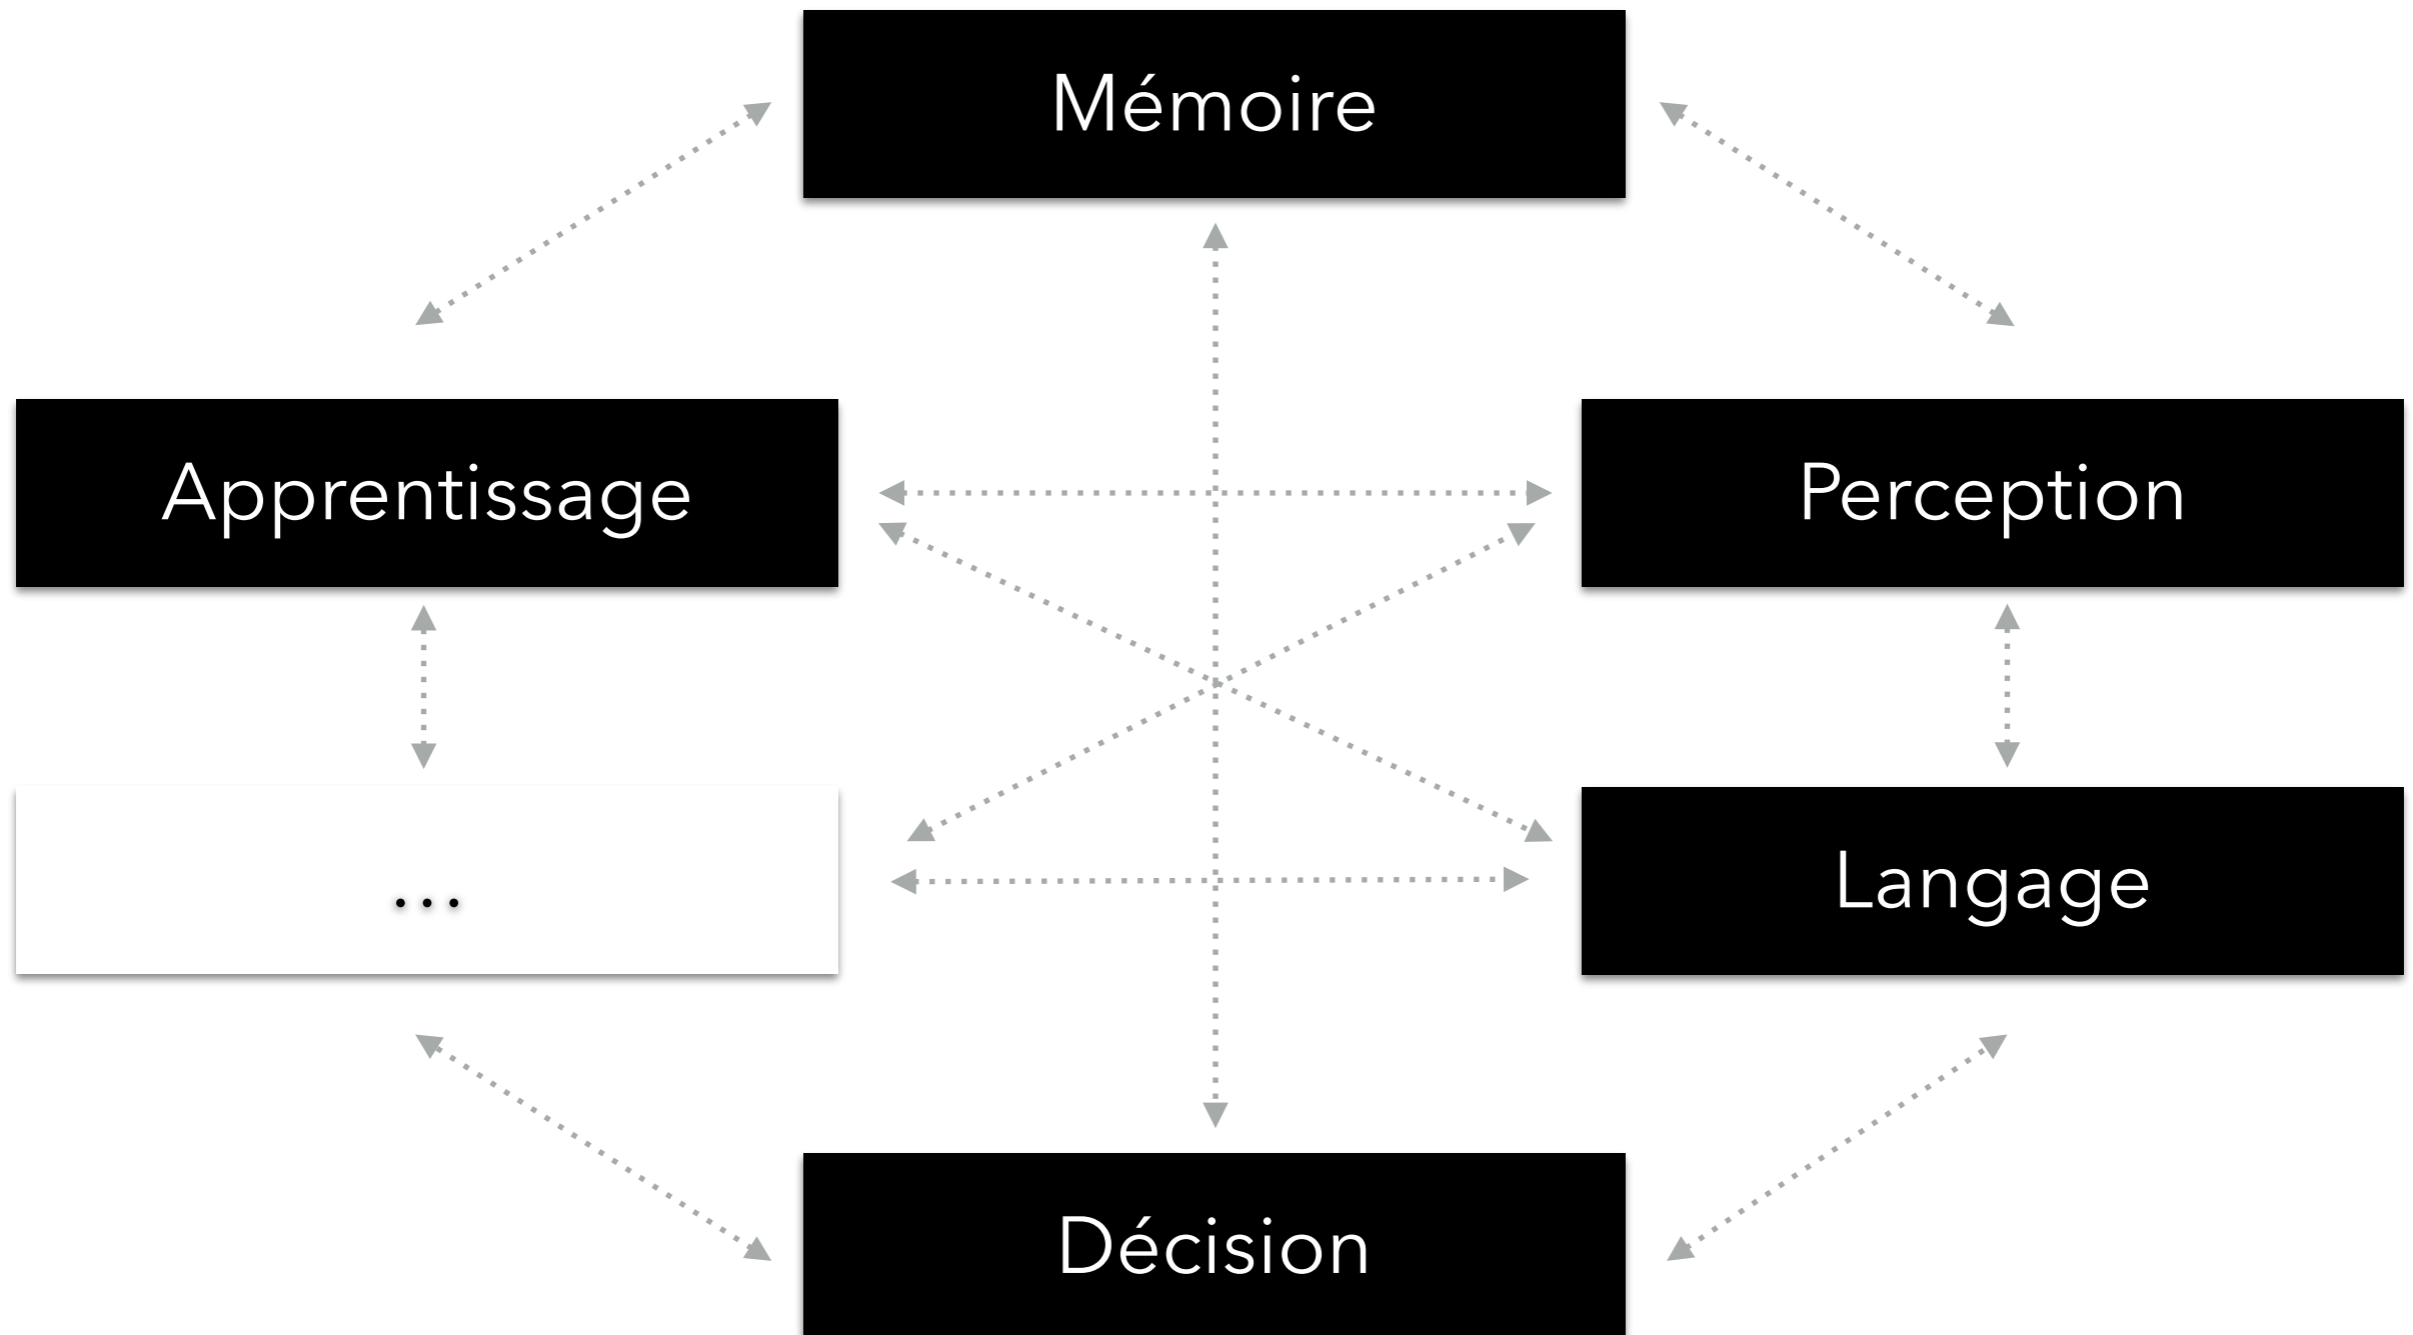 Mémoire
Apprentissage
Perception
...
Langage
Décision